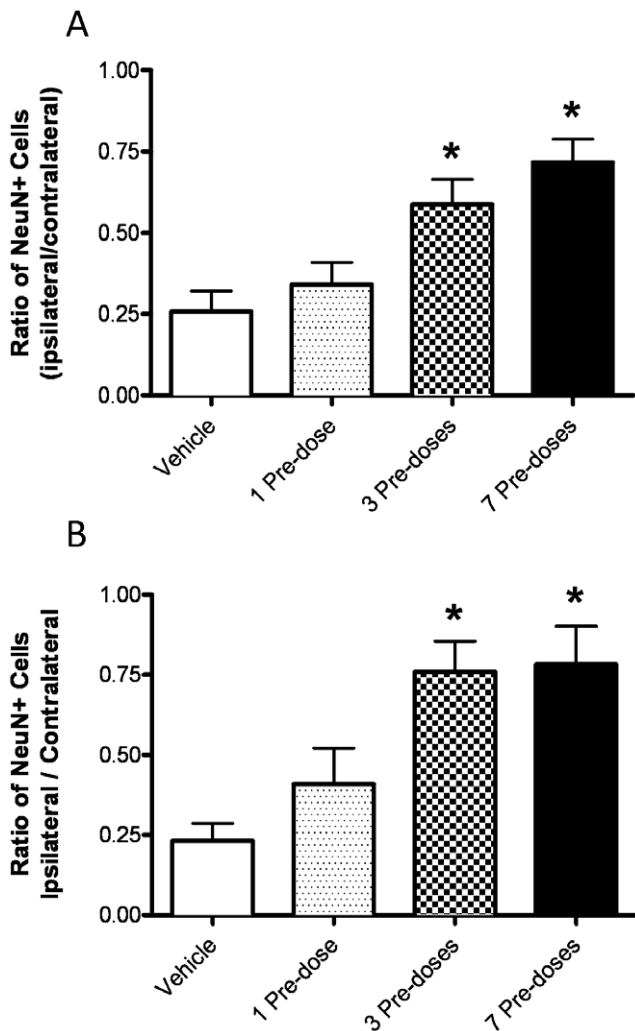 A
Ratio of NeuN+ Cells
(ipsilateral/contralateral)
1.00
0.75
0.50
0.25
0.00
*
*
Vehicle
1 Pre-dose
3 Pre-doses
7 Pre-doses
B
Ratio of NeuN+ Cells
Ipsilateral / Contralateral
1.00
0.75
0.50
0.25
0.00
*
*
Vehicle
1 Pre-dose
3 Pre-doses
7 Pre-doses